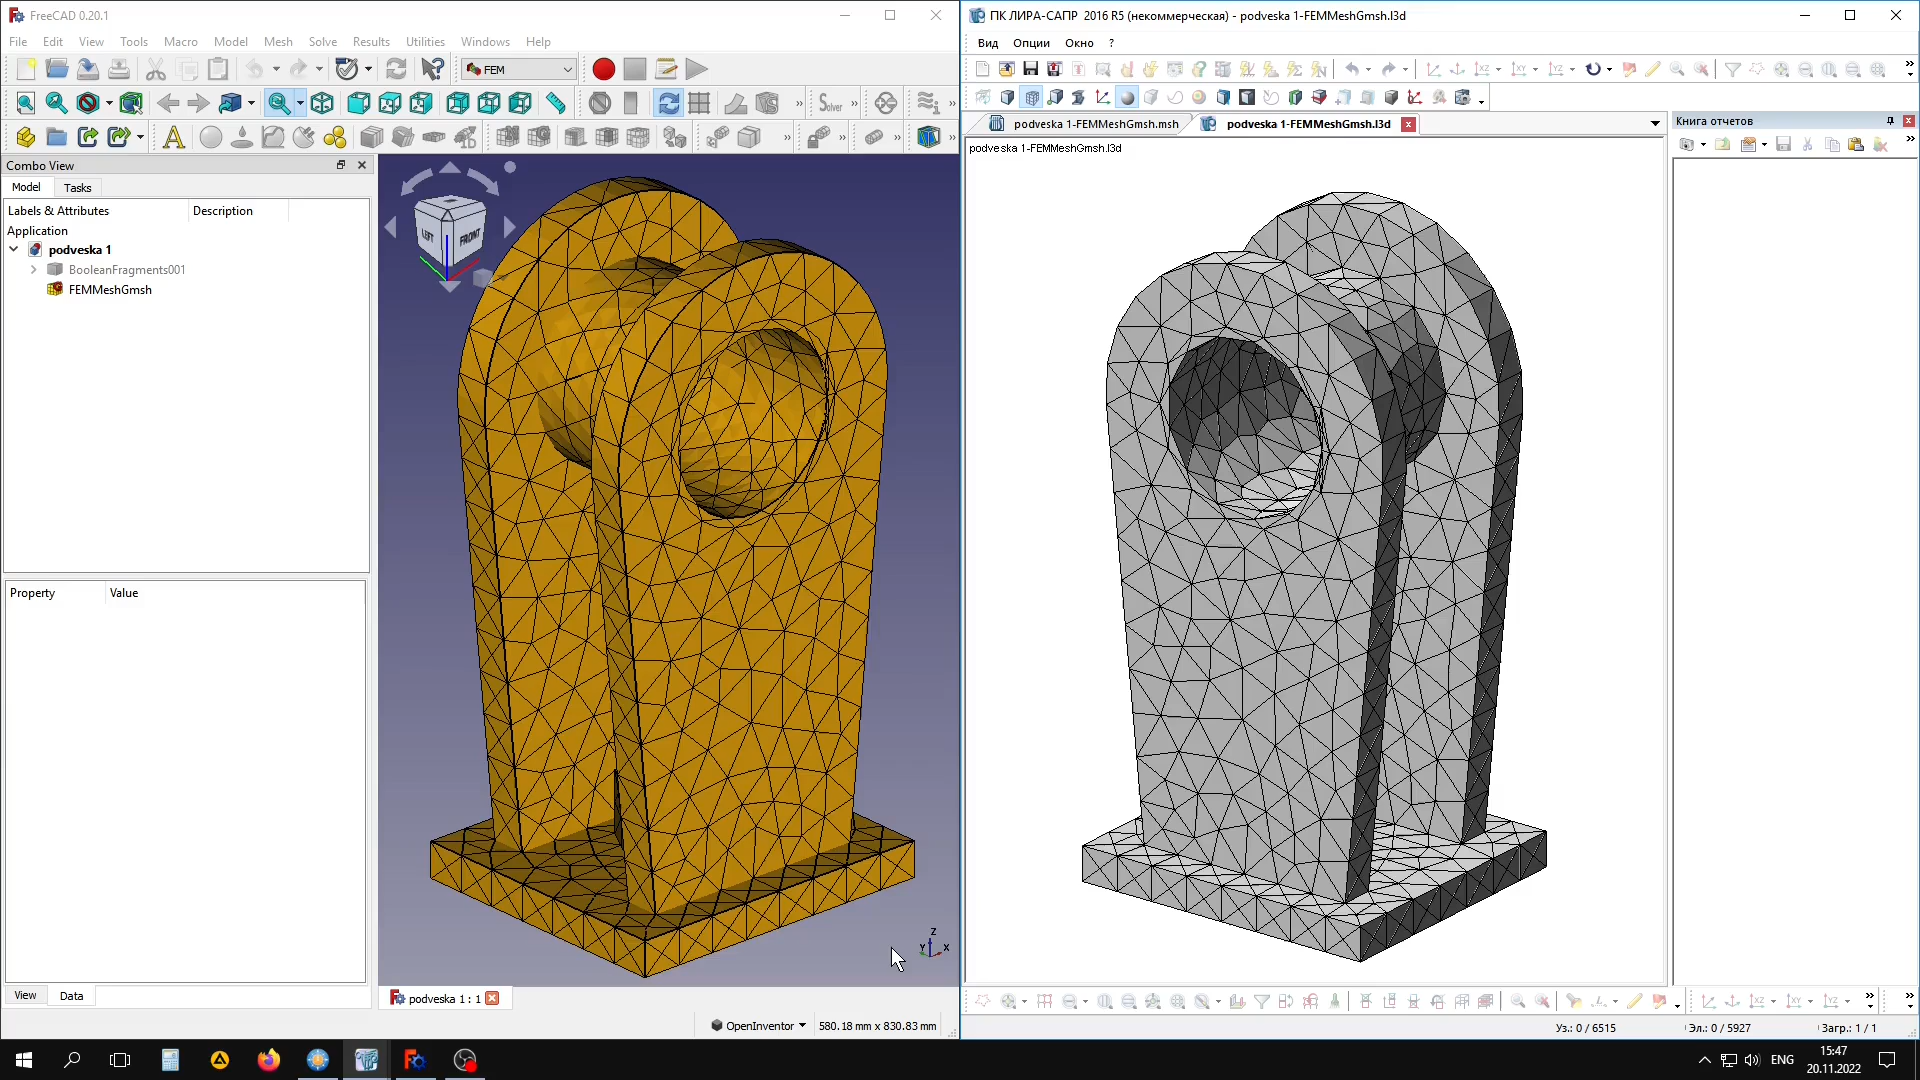 FreeCAD 0.20.1
File Edit View Tools Macro Model Mesh Solve Results Utilities Windows Help
FEM
Solver
Combo View
Model Tasks
Labels & Attributes Description
Application
podveska 1
BooleanFragments001
FEMMeshGmsh
Property Value
View Data
LEFT FRONT
Z
Y X
podveska 1 : 1
OpenInventor 580.18 mm x 830.83 mm
ПК ЛИРА-САПР 2016 R5 (некоммерческая) - podveska 1-FEMMeshGmsh.l3d
Вид Опции Окно ?
podveska 1-FEMMeshGmsh.msh podveska 1-FEMMeshGmsh.l3d
podveska 1-FEMMeshGmsh.l3d
Книга отчетов
Уз.: 0 / 6515 Эл.: 0 / 5927 Загр.: 1 / 1
ENG
15:47
20.11.2022